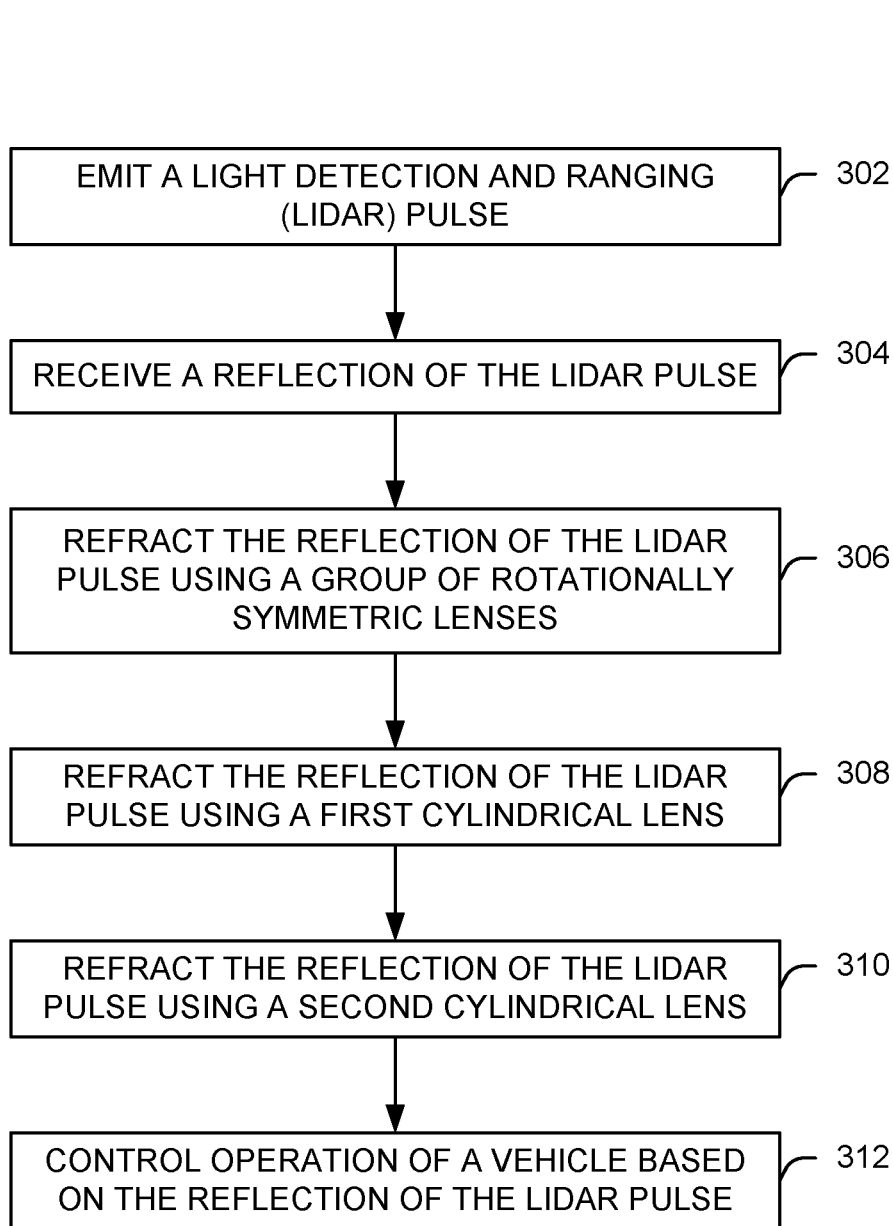 EMIT A LIGHT DETECTION AND RANGING
(LIDAR) PULSE
302
RECEIVE A REFLECTION OF THE LIDAR PULSE
304
REFRACT THE REFLECTION OF THE LIDAR
PULSE USING A GROUP OF ROTATIONALLY
SYMMETRIC LENSES
306
REFRACT THE REFLECTION OF THE LIDAR
PULSE USING A FIRST CYLINDRICAL LENS
308
REFRACT THE REFLECTION OF THE LIDAR
PULSE USING A SECOND CYLINDRICAL LENS
310
CONTROL OPERATION OF A VEHICLE BASED
ON THE REFLECTION OF THE LIDAR PULSE
312